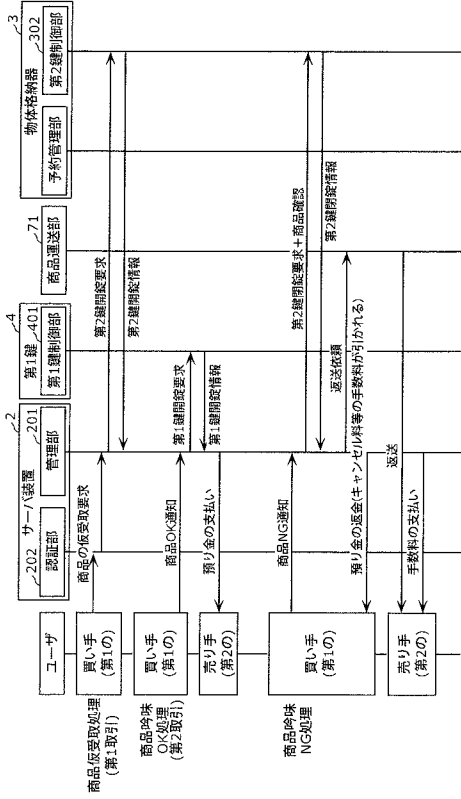 ユーザ
サーバ装置
2
202
認証部
201
管理部
第1鍵
4
401
第1鍵制御部
商品運送部
71
物体格納器
3
予約管理部
302
第2鍵制御部
商品仮受取処理
(第1取引)
買い手
(第1の)
商品の仮受取要求
第2鍵開錠要求
第2鍵開錠情報
商品吟味
OK処理
(第2取引)
買い手
(第1の)
商品OK通知
第1鍵開錠要求
第1鍵開錠情報
売り手
(第2の)
預り金の支払い
商品吟味
NG処理
買い手
(第1の)
商品NG通知
第2鍵閉錠要求+商品確認
第2鍵閉錠情報
返送依頼
預り金の返金(キャンセル料等の手数料が引かれる)
売り手
(第2の)
返送
手数料の支払い